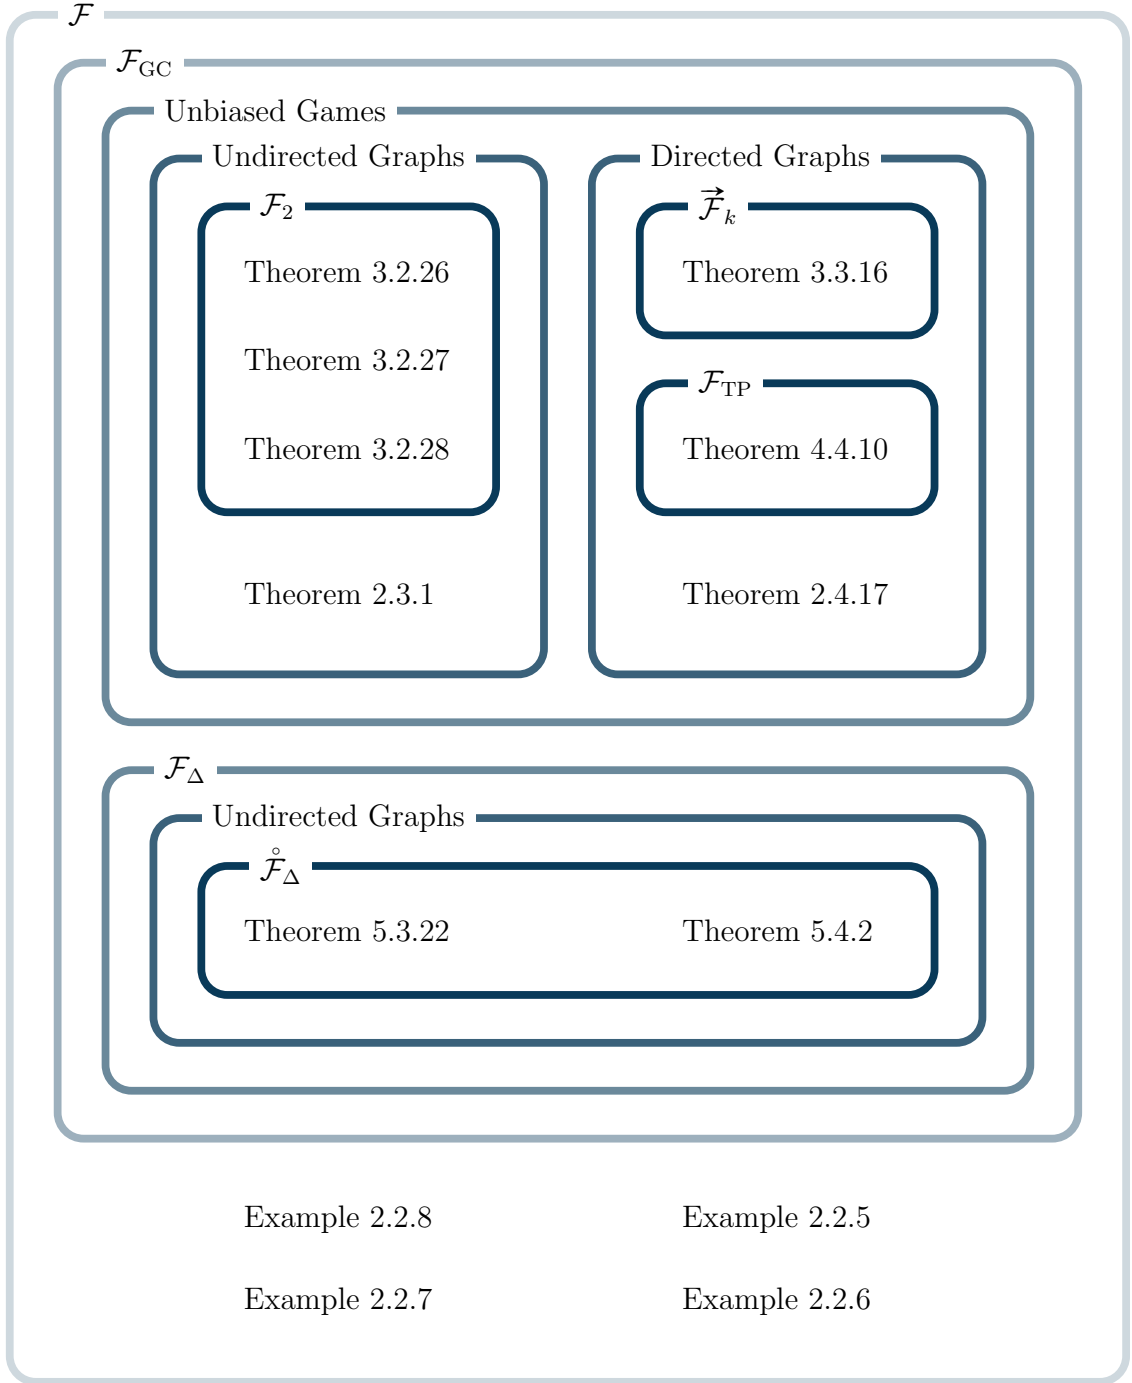 ℱ
ℱ_GC
Unbiased Games
Undirected Graphs
ℱ₂
Theorem 3.2.26
Theorem 3.2.27
Theorem 3.2.28
Theorem 2.3.1
Directed Graphs
ℱ⃗_k
Theorem 3.3.16
ℱ_TP
Theorem 4.4.10
Theorem 2.4.17
ℱ_Δ
Undirected Graphs
ℱ̊_Δ
Theorem 5.3.22 Theorem 5.4.2
Example 2.2.8 Example 2.2.5
Example 2.2.7 Example 2.2.6